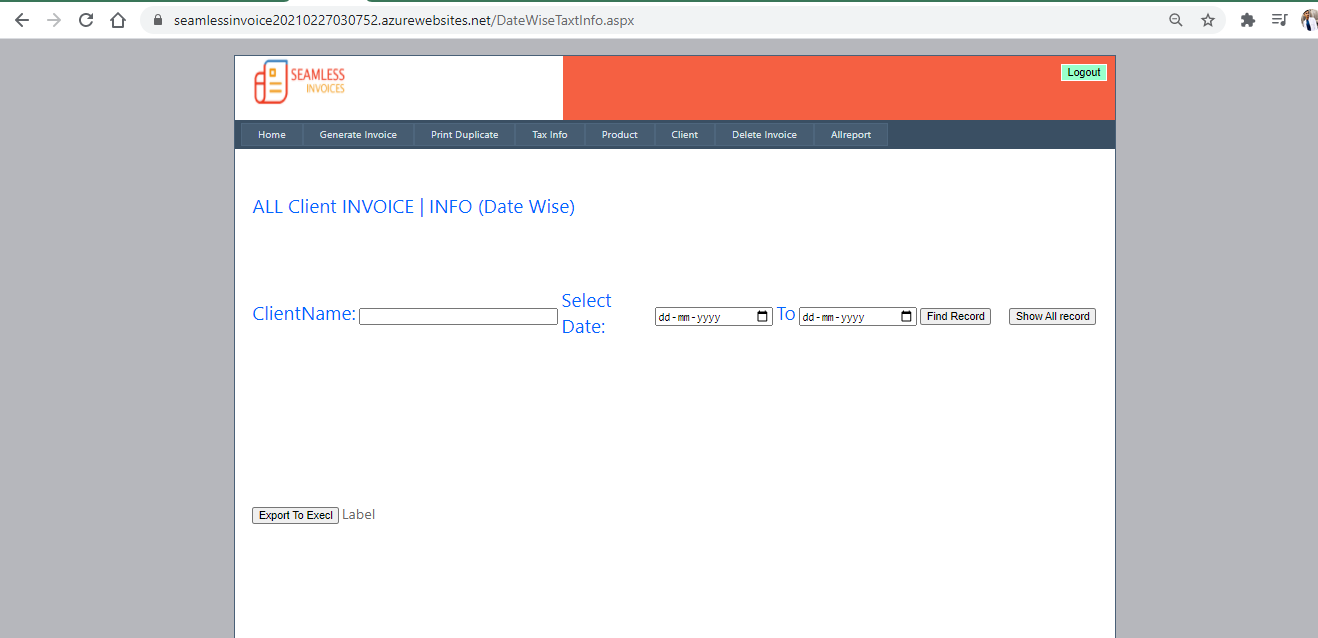 seamlessinvoice20210227030752.azurewebsites.net/DateWiseTaxtInfo.aspx
SEAMLESS
INVOICES
Logout
Home Generate Invoice Print Duplicate Tax Info Product Client Delete Invoice Allreport
ALL Client INVOICE | INFO (Date Wise)
ClientName: Select Date: dd-mm-yyyy To dd-mm-yyyy Find Record Show All record
Export To Execl Label